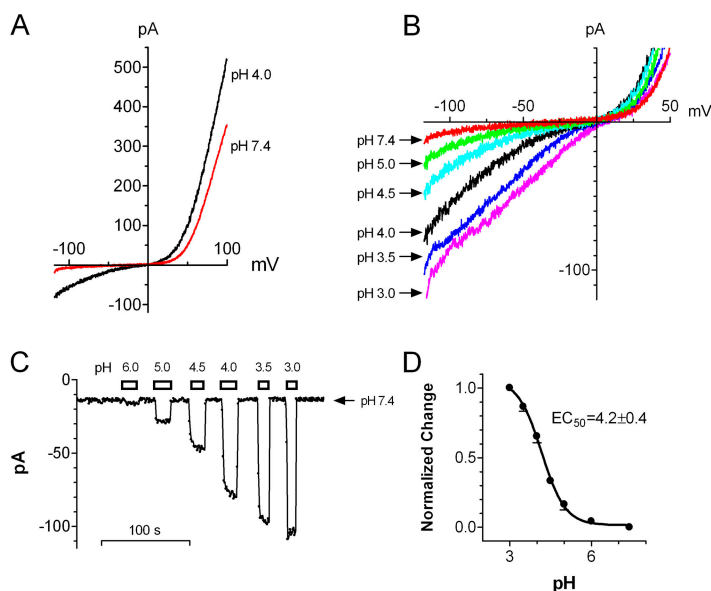 A
pA
500
400
300
200
100
-100
-100
100
mV
pH 4.0
pH 7.4
B
pA
-100
-50
50
mV
pH 7.4
pH 5.0
pH 4.5
pH 4.0
pH 3.5
pH 3.0
-100
C
pH 6.0 5.0 4.5 4.0 3.5 3.0
0
-50
-100
pA
pH 7.4
100 s
D
Normalized Change
1.0
0.5
0.0
EC50=4.2±0.4
3 6
pH